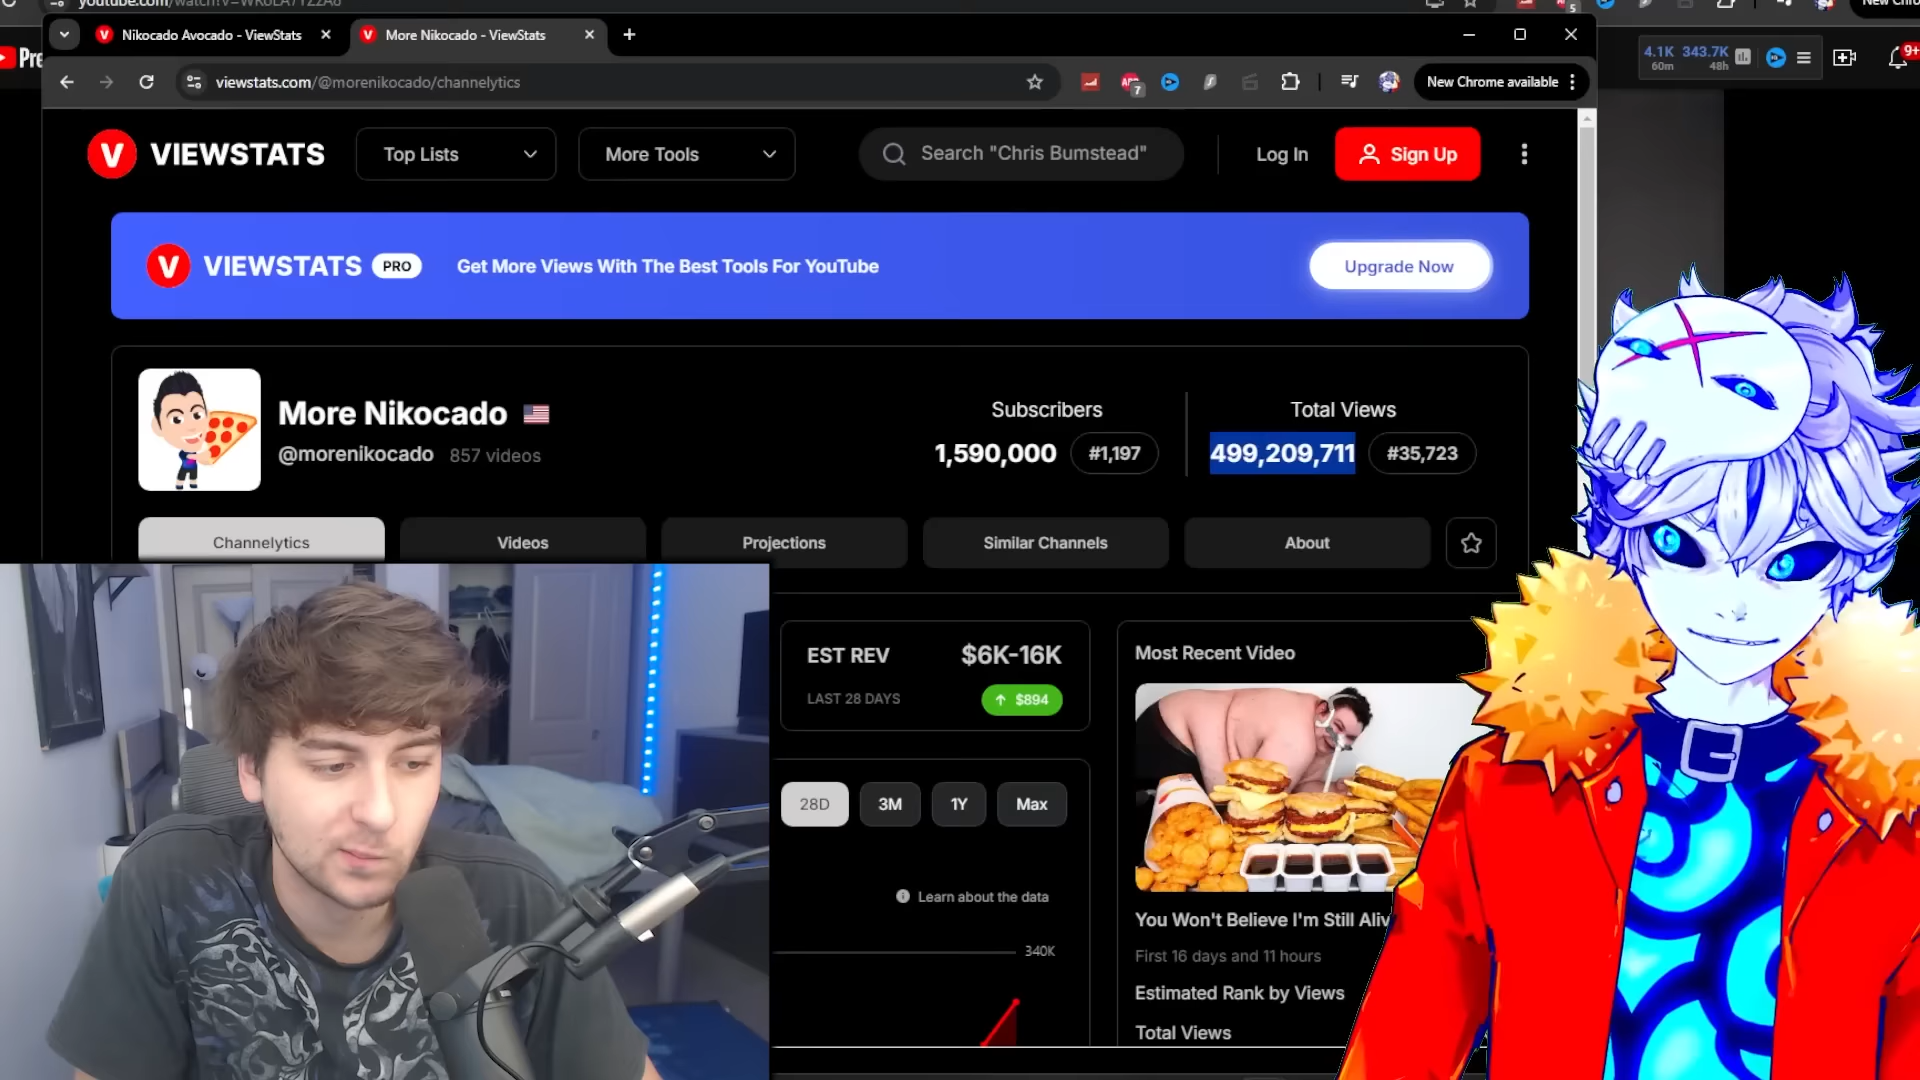 Nikocado Avocado - ViewStats
More Nikocado - ViewStats
viewstats.com/@morenikocado/channelytics
7
New Chrome available
Pre
4.1K 343.7K
60m 48h
9+
5
V VIEWSTATS
Top Lists
More Tools
Search "Chris Bumstead"
Log In
Sign Up
V VIEWSTATS PRO
Get More Views With The Best Tools For YouTube
Upgrade Now
More Nikocado
@morenikocado 857 videos
Subscribers
1,590,000 #1,197
Total Views
499,209,711 #35,723
Channelytics
Videos
Projections
Similar Channels
About
EST REV $6K-16K
LAST 28 DAYS $894
28D 3M 1Y Max
Learn about the data
340K
Most Recent Video
You Won't Believe I'm Still Aliv
First 16 days and 11 hours
Estimated Rank by Views
Total Views